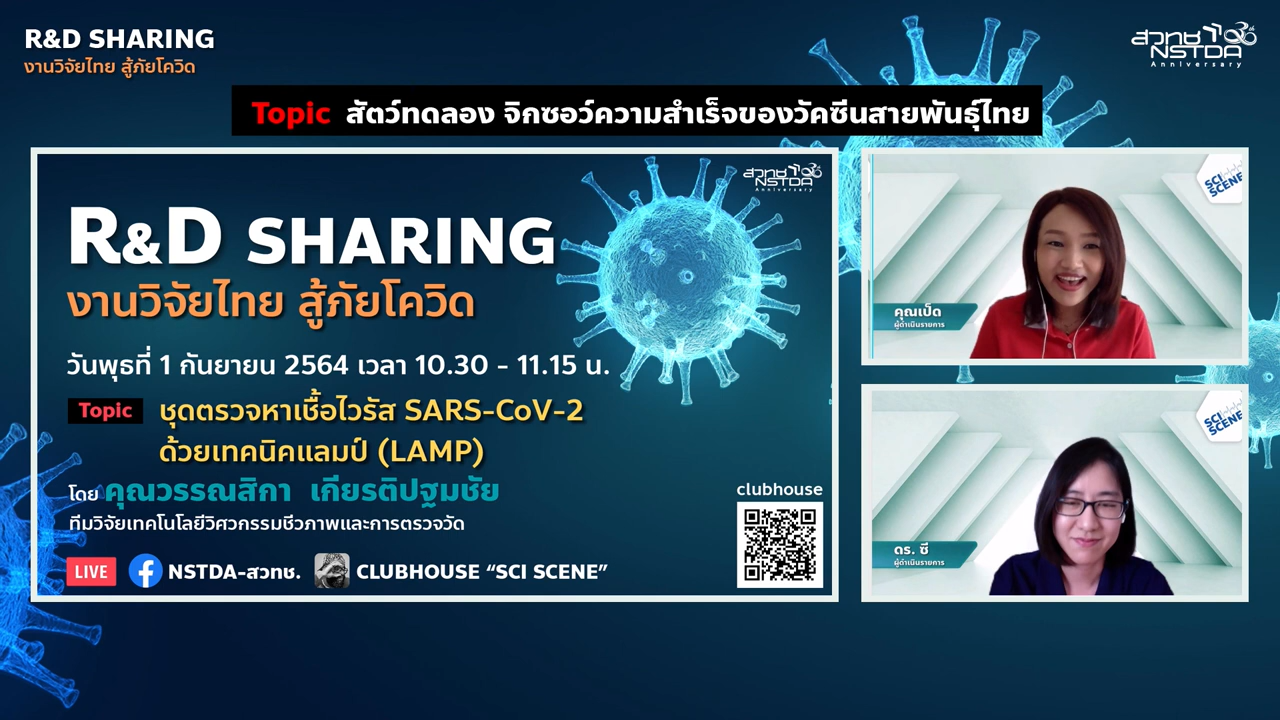 R&D SHARING
งานวิจัยไทย สู้ภัยโควิด
สวทช NSTDA
Anniversary
Topic สัตว์ทดลอง จิกซอว์ความสำเร็จของวัคซีนสายพันธุ์ไทย
สวทช NSTDA
Anniversary
R&D SHARING
งานวิจัยไทย สู้ภัยโควิด
วันพุธที่ 1 กันยายน 2564 เวลา 10.30 - 11.15 น.
Topic ชุดตรวจหาเชื้อไวรัส SARS-CoV-2
ด้วยเทคนิคแลมป์ (LAMP)
โดย คุณวรรณสิกา เกียรติปฐมชัย
ทีมวิจัยเทคโนโลยีวิศวกรรมชีวภาพและการตรวจวัด
clubhouse
LIVE NSTDA-สวทช. CLUBHOUSE “SCI SCENE”
SCI
SCENE
คุณเป็ด
ผู้ดำเนินรายการ
SCI
SCENE
ดร. ซี
ผู้ดำเนินรายการ